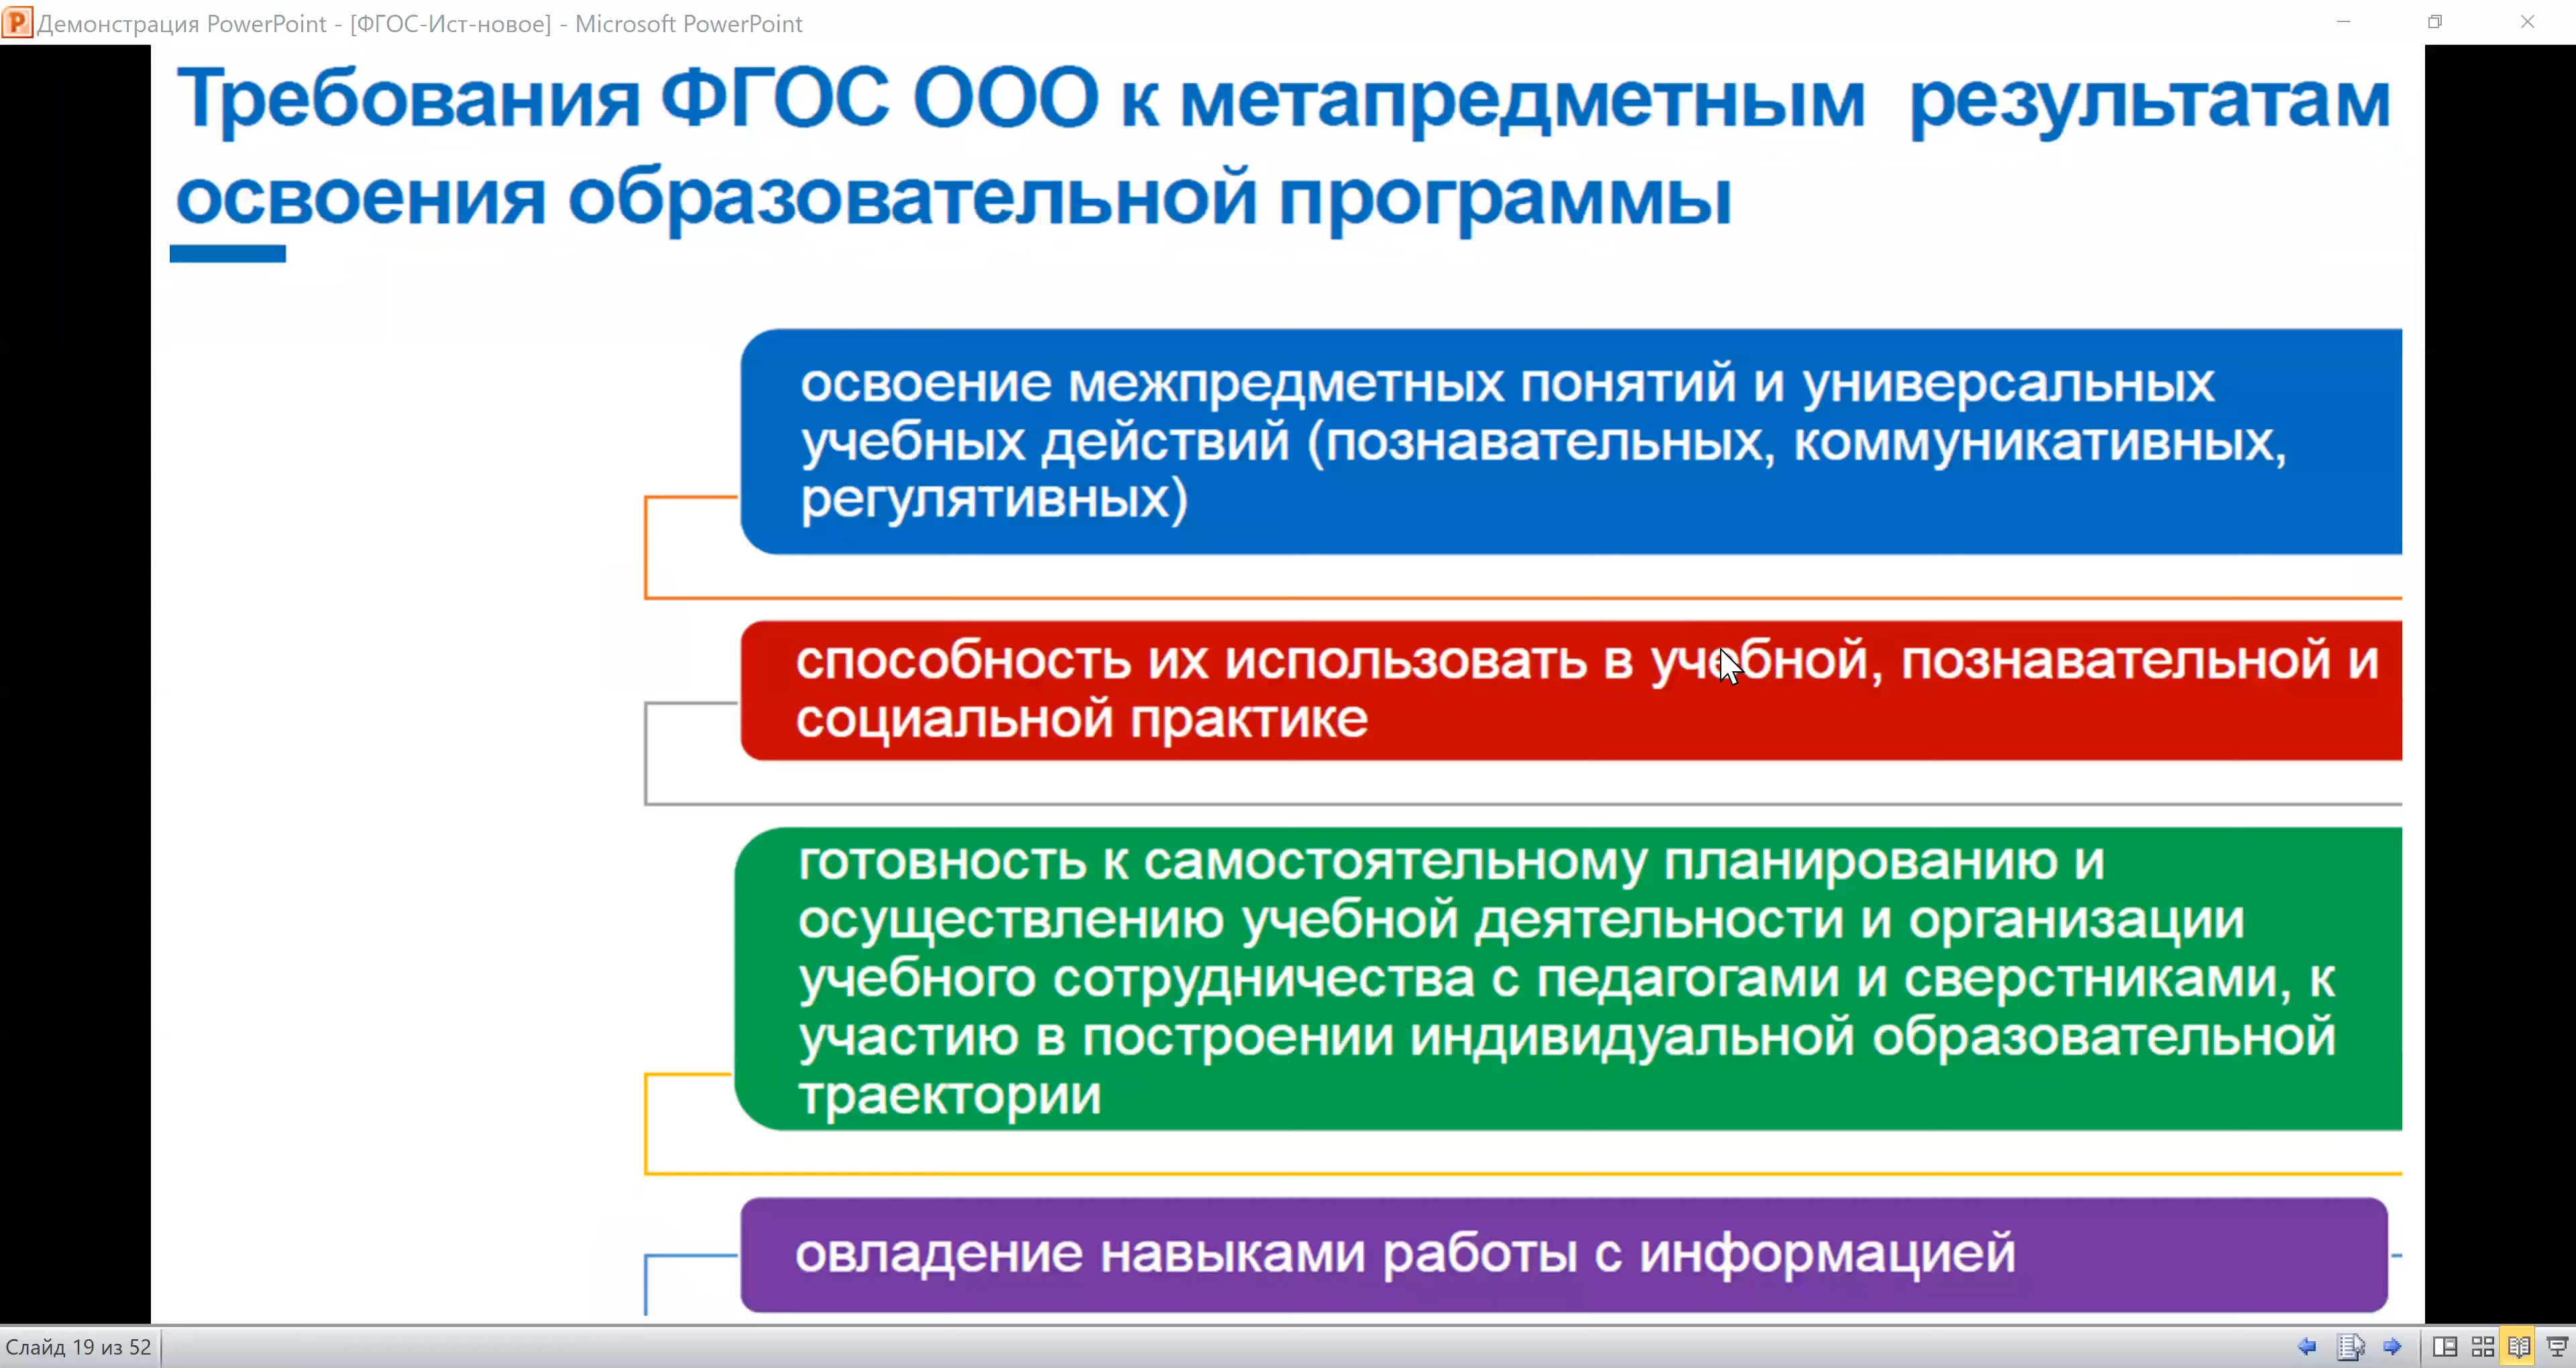 Демонстрация PowerPoint - [ФГОС-Ист-новое] - Microsoft PowerPoint
Требования ФГОС ООО к метапредметным результатам
освоения образовательной программы
освоение межпредметных понятий и универсальных
учебных действий (познавательных, коммуникативных,
регулятивных)
способность их использовать в учебной, познавательной и
социальной практике
готовность к самостоятельному планированию и
осуществлению учебной деятельности и организации
учебного сотрудничества с педагогами и сверстниками, к
участию в построении индивидуальной образовательной
траектории
овладение навыками работы с информацией
Слайд 19 из 52